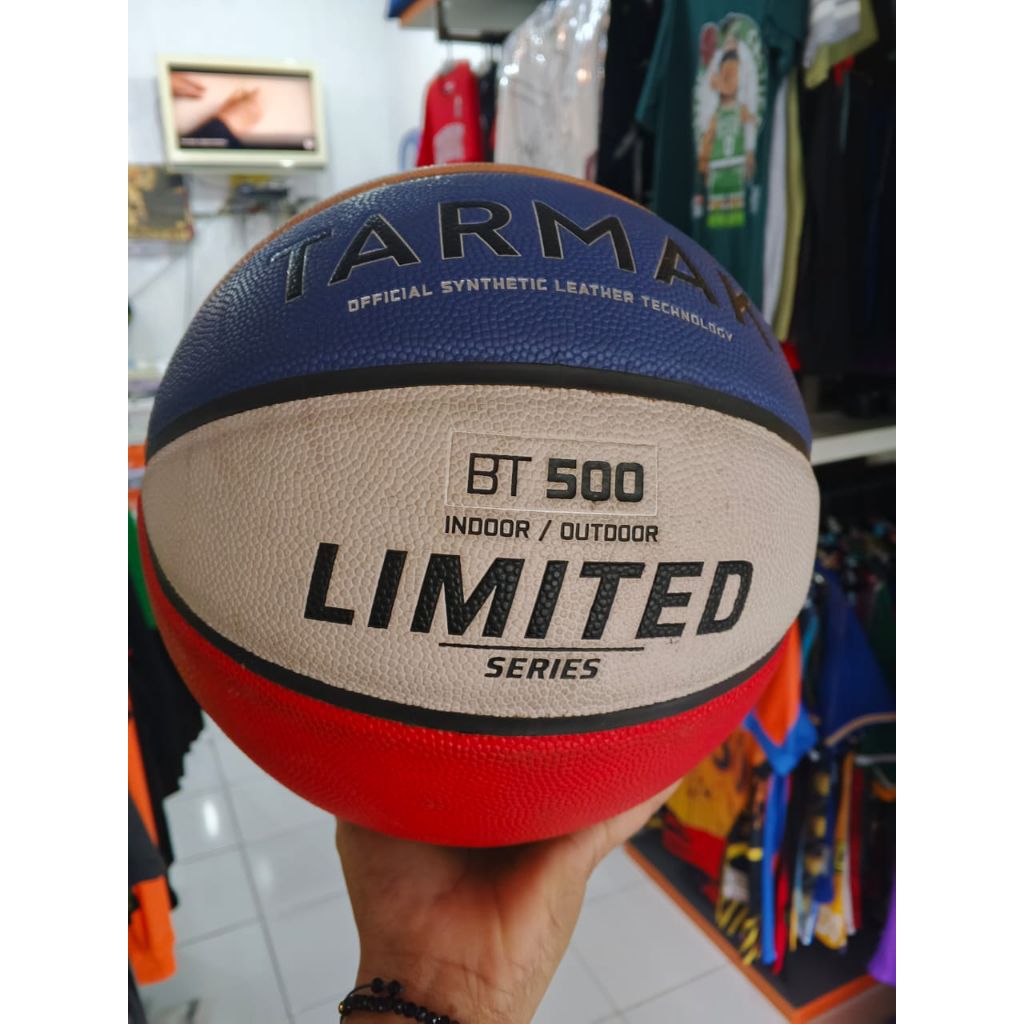 TARMAK
OFFICIAL SYNTHETIC LEATHER TECHNOLOGY
BT 500
INDOOR / OUTDOOR
LIMITED
SERIES